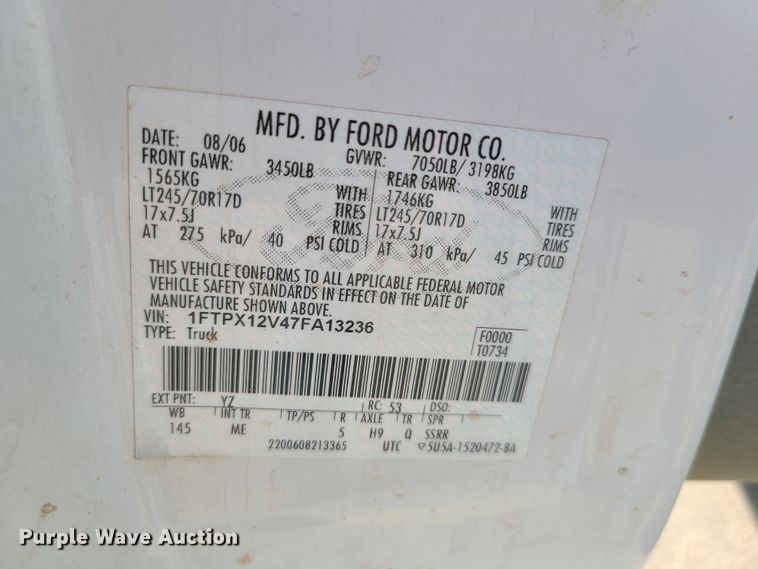 MFD. BY FORD MOTOR CO.
DATE: 08/06 GVWR: 7050LB/ 3198KG
FRONT GAWR: 3450LB REAR GAWR: 3850LB
1565KG WITH 1746KG WITH
LT245/70R17D TIRES LT245/70R17D TIRES
17x7.5J RIMS 17x7.5J RIMS
AT 275 kPa/ 40 PSI COLD AT 310 kPa/ 45 PSI COLD
THIS VEHICLE CONFORMS TO ALL APPLICABLE FEDERAL MOTOR
VEHICLE SAFETY STANDARDS IN EFFECT ON THE DATE OF
MANUFACTURE SHOWN ABOVE.
VIN: 1FTPX12V47FA13236 F0000
TYPE: Truck T0734
EXT PNT: YZ RC: 53 DSO:
WB INT TR TP/PS R AXLE TR SPR
145 ME 5 H9 Q SSRR
2200608213365 UTC ▽5U5A-1520472-BA
Purple Wave Auction